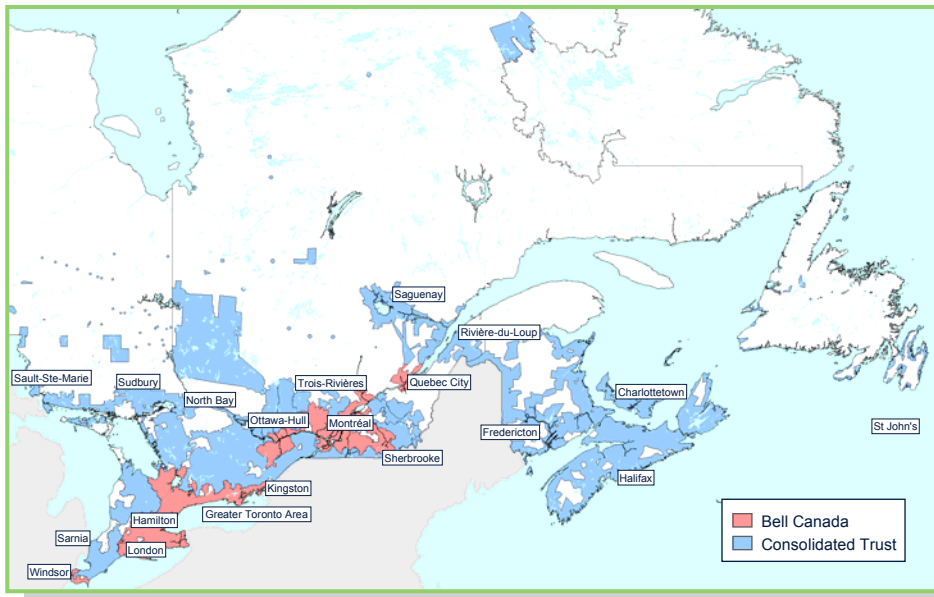 Saguenay
Rivière-du-Loup
Sault-Ste-Marie
Sudbury
Trois-Rivières
Quebec City
Charlottetown
North Bay
Ottawa-Hull
Montréal
Fredericton
St John's
Sherbrooke
Halifax
Kingston
Greater Toronto Area
Hamilton
Sarnia
London
Windsor
Bell Canada
Consolidated Trust